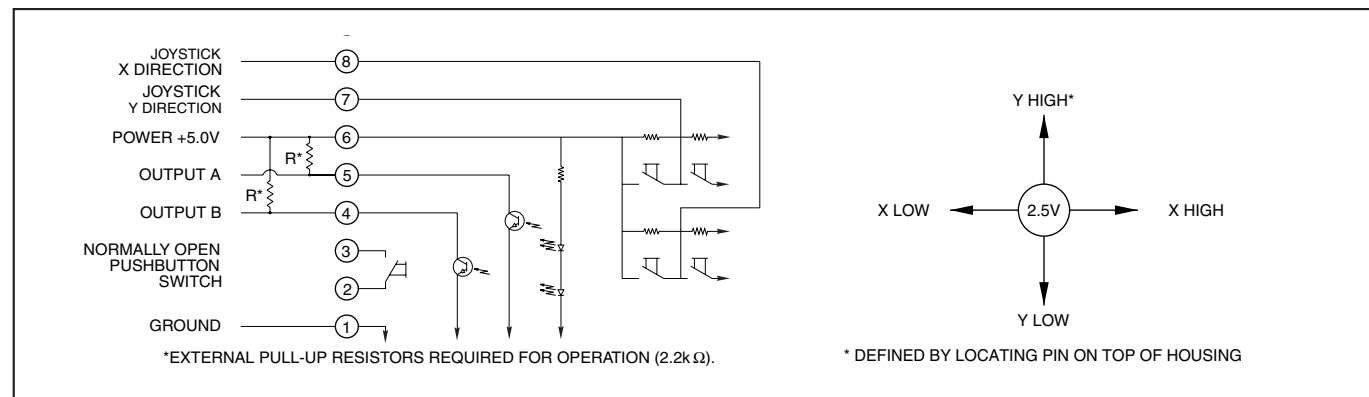 JOYSTICK
X DIRECTION
8
JOYSTICK
Y DIRECTION
7
POWER +5.0V
6
R*
OUTPUT A
5
R*
OUTPUT B
4
NORMALLY OPEN
PUSHBUTTON
SWITCH
3
2
GROUND
1
*EXTERNAL PULL-UP RESISTORS REQUIRED FOR OPERATION (2.2k Ω).
Y HIGH*
X LOW
2.5V
X HIGH
Y LOW
* DEFINED BY LOCATING PIN ON TOP OF HOUSING